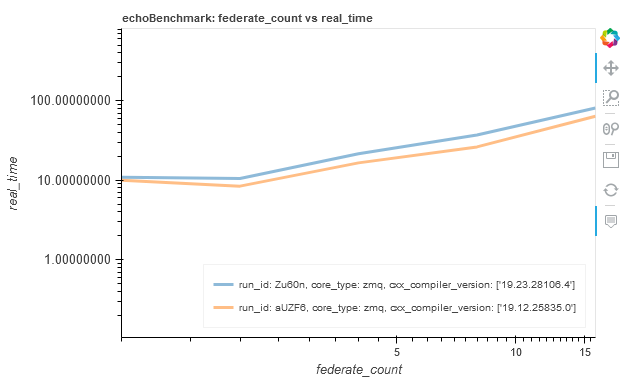 echoBenchmark: federate_count vs real_time
100.00000000
10.00000000
1.00000000
real_time
run_id: Zu60n, core_type: zmq, cxx_compiler_version: ['19.23.28106.4']
run_id: aUZF6, core_type: zmq, cxx_compiler_version: ['19.12.25835.0']
5 10 15
federate_count